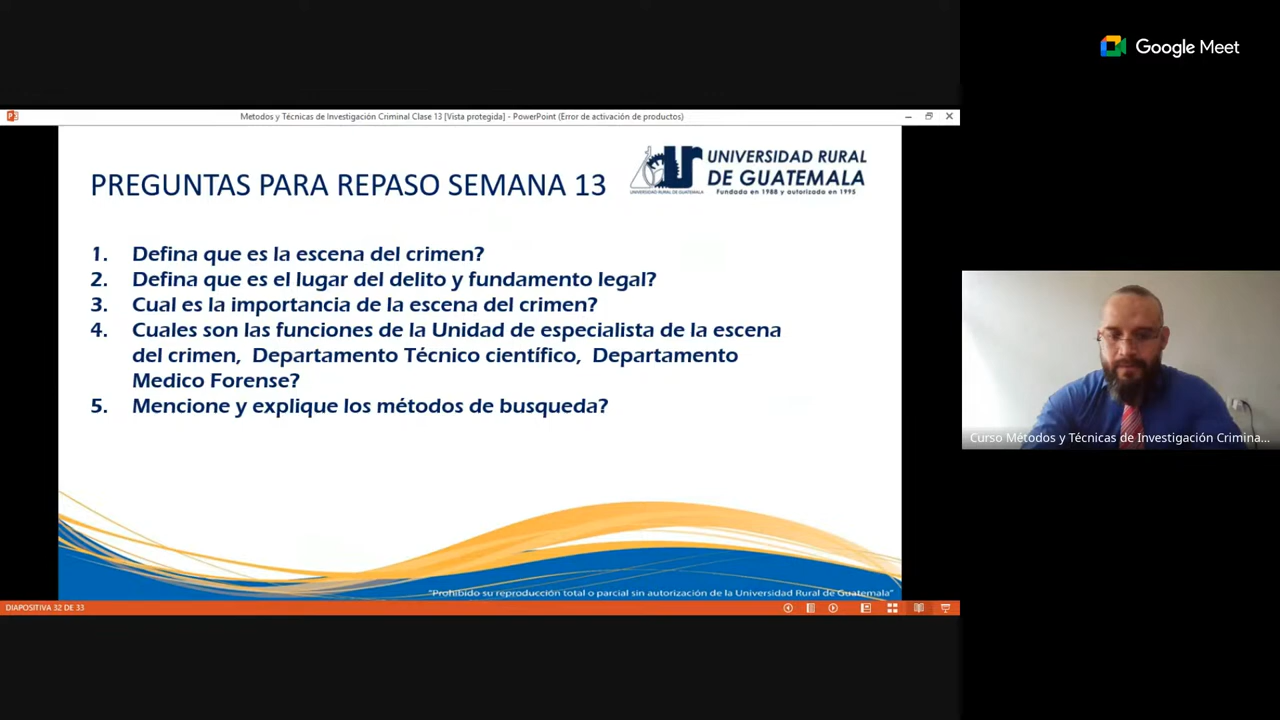 Google Meet
Metodos y Técnicas de Investigación Criminal Clase 13 [Vista protegida] - PowerPoint (Error de activación de productos)
PREGUNTAS PARA REPASO SEMANA 13
UNIVERSIDAD RURAL
DE GUATEMALA
Fundada en 1988 y autorizado en 1995
UNIVERSIDAD RURAL DE GUATEMALA
1. Defina que es la escena del crimen?
2. Defina que es el lugar del delito y fundamento legal?
3. Cual es la importancia de la escena del crimen?
4. Cuales son las funciones de la Unidad de especialista de la escena
del crimen, Departamento Técnico científico, Departamento
Medico Forense?
5. Mencione y explique los métodos de busqueda?
Curso Métodos y Técnicas de Investigación Crimina...
"Prohibido su reproducción total o parcial sin autorización de la Universidad Rural de Guatemala"
DIAPOSITIVA 32 DE 33